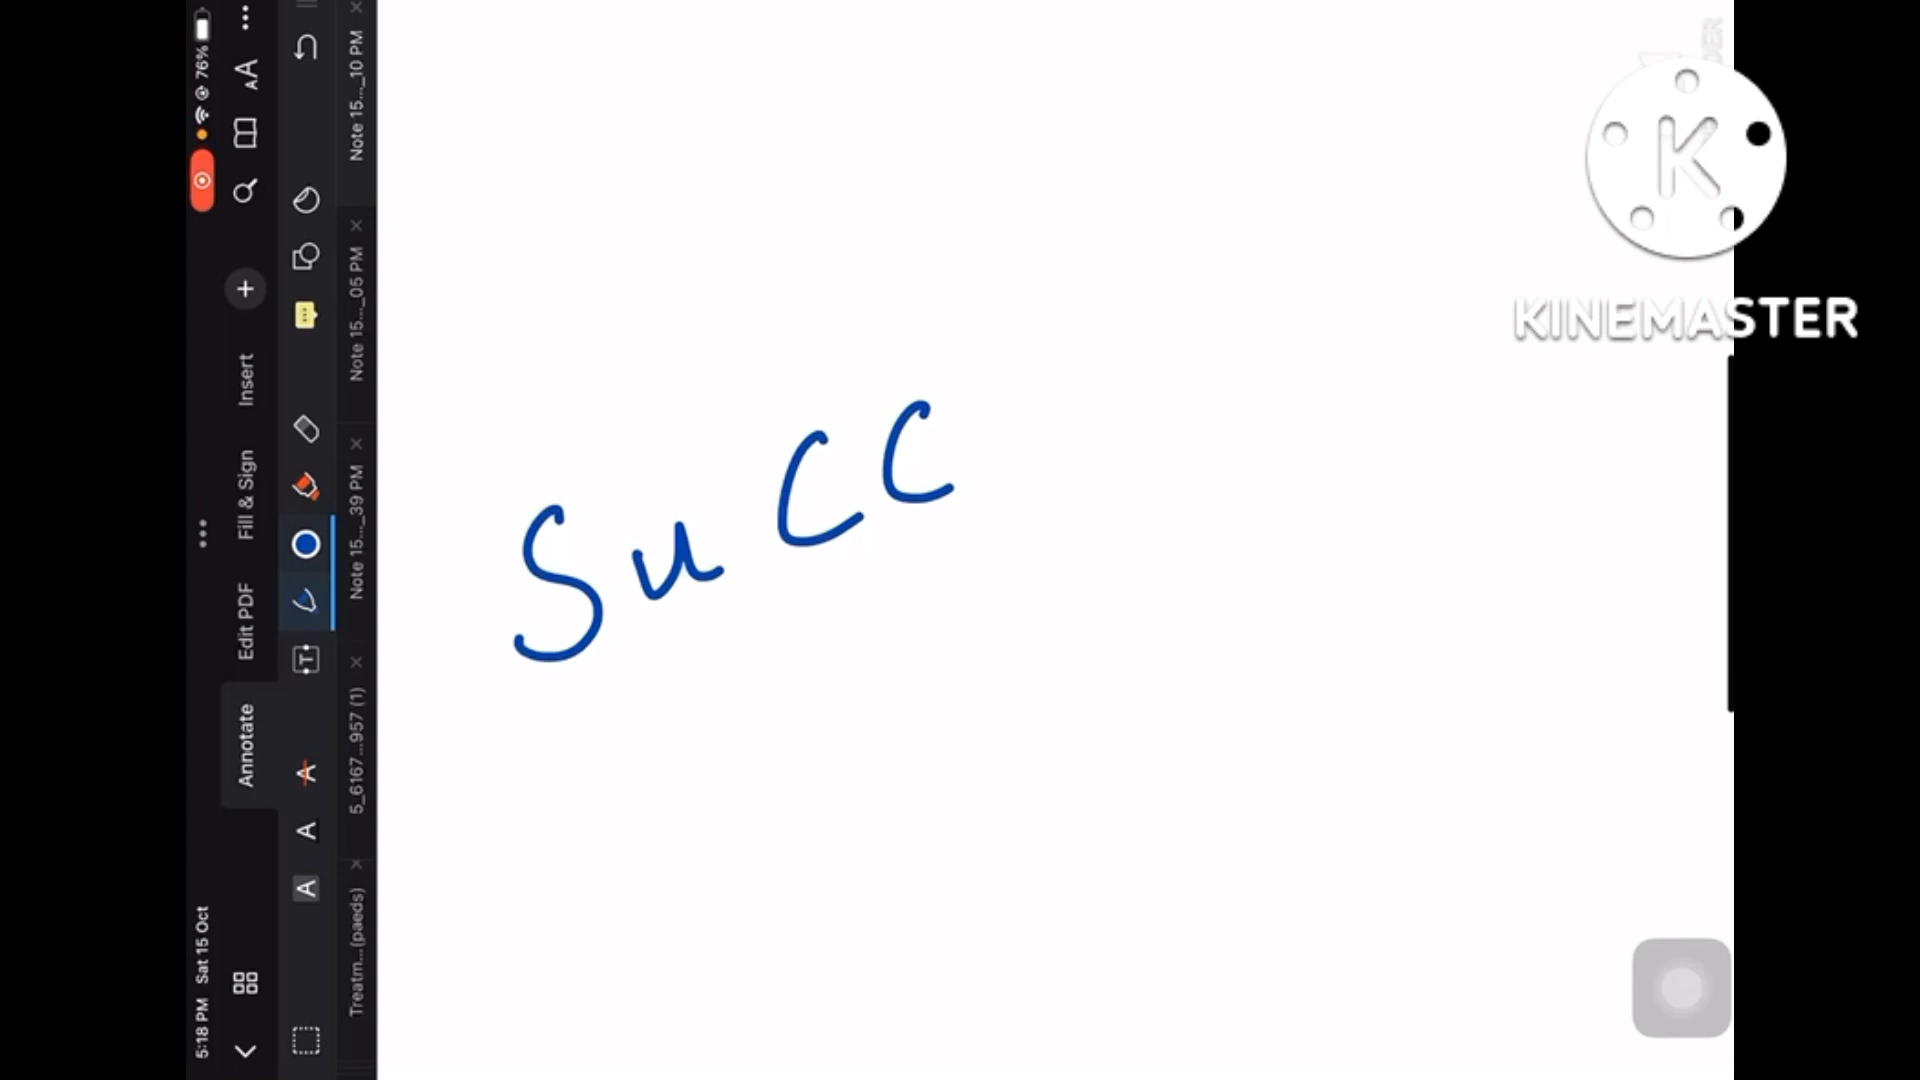 Succ
KINEMASTER
K
5:18 PM Sat 15 Oct
76%
Annotate Edit PDF Fill & Sign Insert
AA
A A A T
Treatm...(paeds) 5_6167...957 (1) Note 15..._39 PM Note 15..._05 PM Note 15..._10 PM